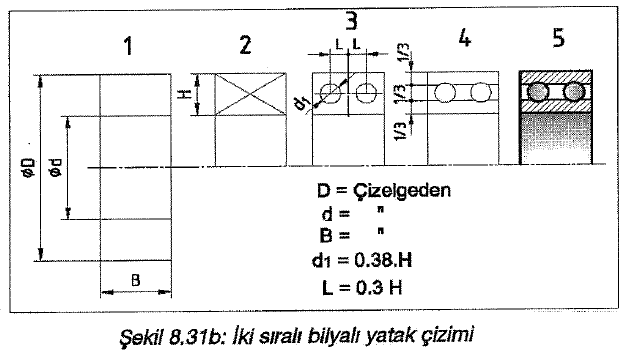 1
2
3
4
5
L L
H
d1
1/3
1/3
1/3
ØD
Ød
B
D = Çizelgeden
d = "
B = "
d1 = 0.38.H
L = 0.3 H
Şekil 8.31b: İki sıralı bilyalı yatak çizimi